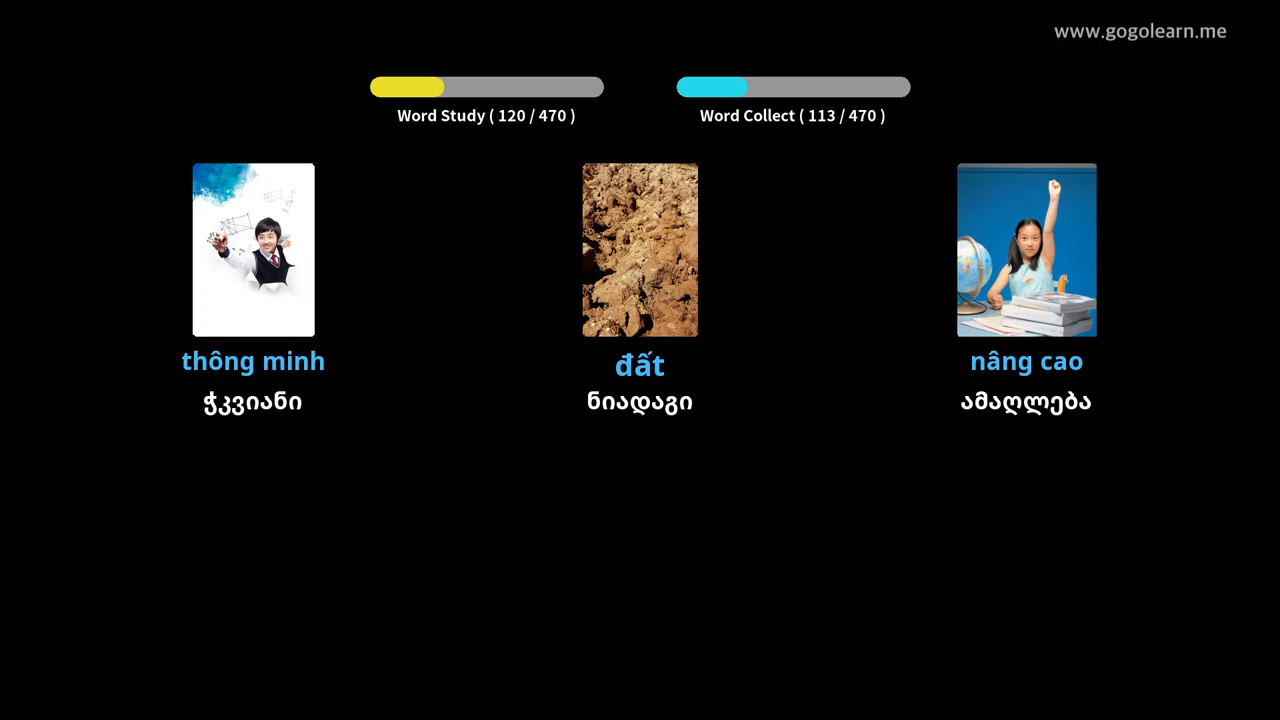 www.gogolearn.me
Word Study ( 120 / 470 )
Word Collect ( 113 / 470 )
thông minh
đất
nâng cao
ჭკვიანი
ნიადაგი
ამაღლება